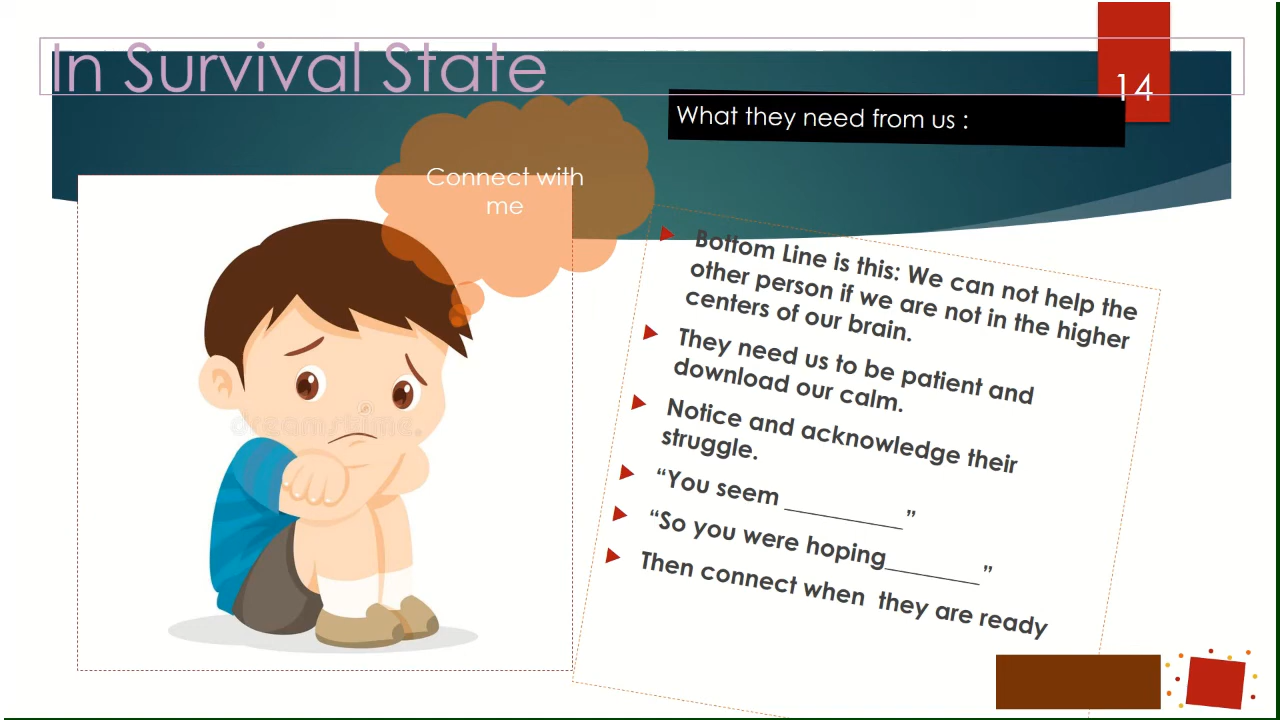 In Survival State
14
What they need from us :
Connect with
me
Bottom Line is this: We can not help the
other person if we are not in the higher
centers of our brain.
They need us to be patient and
download our calm.
Notice and acknowledge their
struggle.
“You seem _________”
“So you were hoping_______ ”
Then connect when  they are ready
dreamstime.